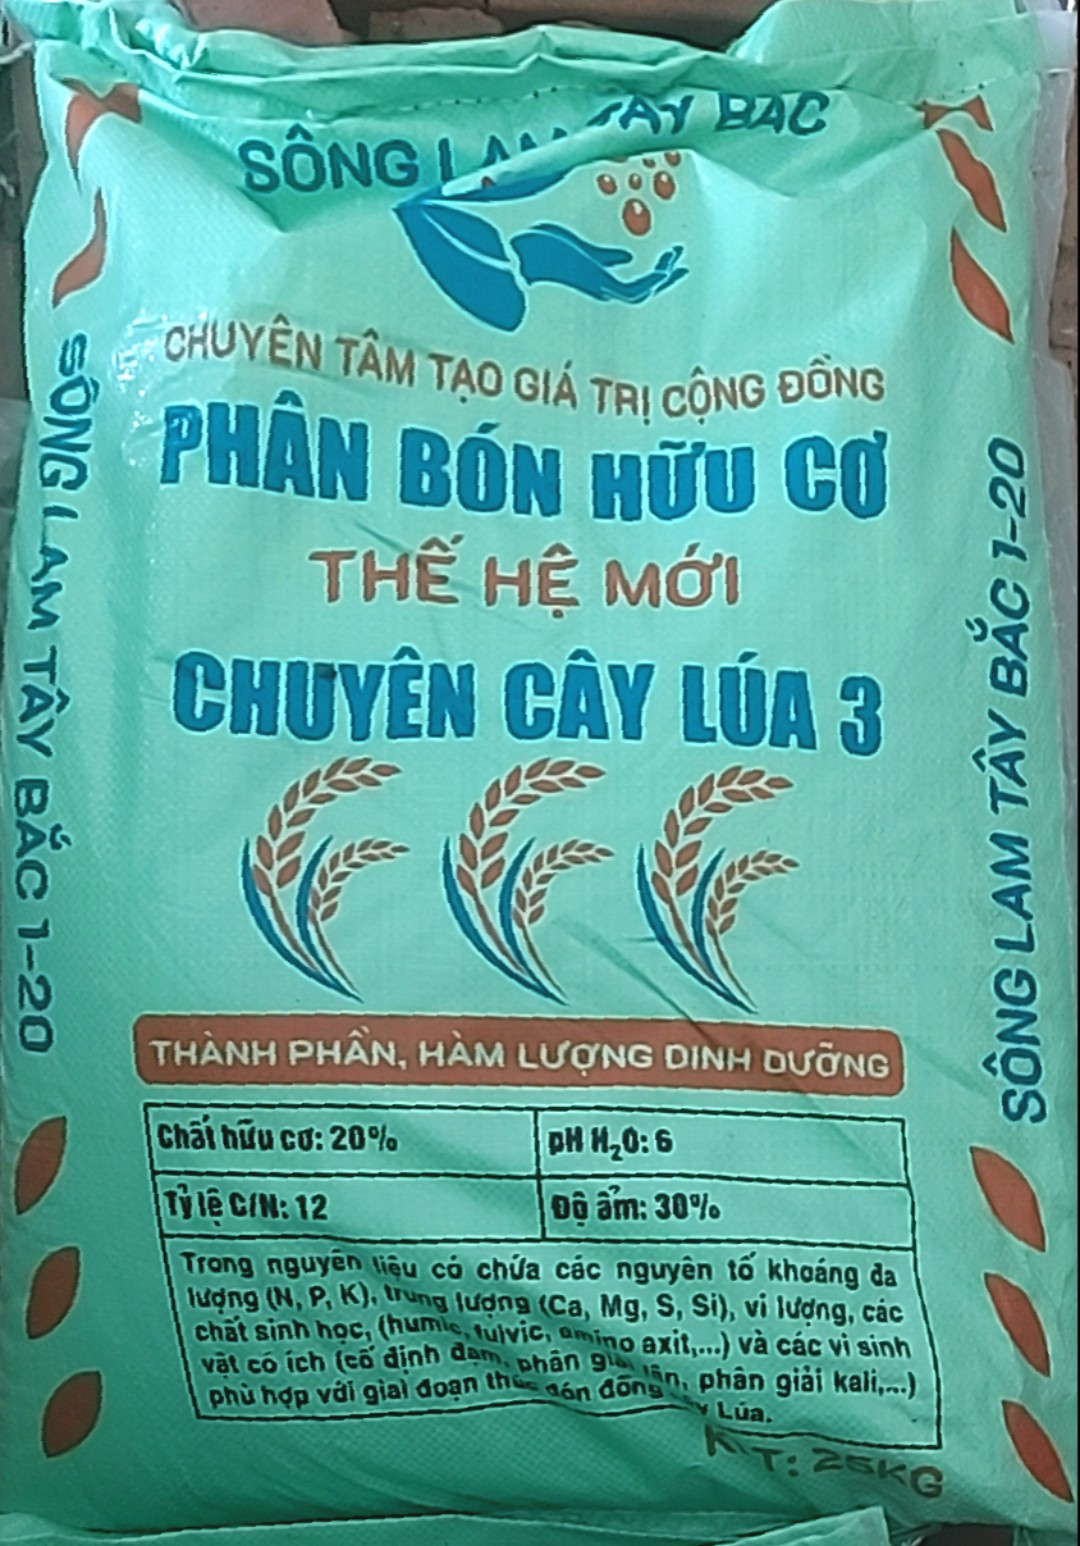 SÔNG LAM TÂY BẮC
CHUYÊN TÂM TẠO GIÁ TRỊ CỘNG ĐỒNG
PHÂN BÓN HỮU CƠ
THẾ HỆ MỚI
CHUYÊN CÂY LÚA 3
SÔNG LAM TÂY BẮC 1-20
SÔNG LAM TÂY BẮC 1-20
THÀNH PHẦN, HÀM LƯỢNG DINH DƯỠNG
Chất hữu cơ: 20% pH H₂O: 6
Tỷ lệ C/N: 12 Độ ẩm: 30%
Trong nguyên liệu có chứa các nguyên tố khoáng đa
lượng (N, P, K), trung lượng (Ca, Mg, S, Si), vi lượng, các
chất sinh học, (humic, fulvic, amino axit,...) và các vi sinh
vật có ích (cố định đạm, phân giải lân, phân giải kali,...)
phù hợp với giai đoạn đón đòng Lúa.
KLT: 25KG